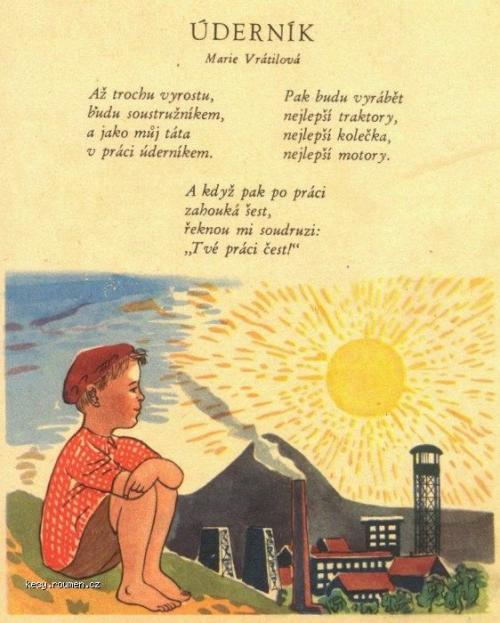 ÚDERNÍK
Marie Vrátilová
Až trochu vyrostu,
budu soustružníkem,
a jako můj táta
v práci úderníkem.
Pak budu vyrábět
nejlepší traktory,
nejlepší kolečka,
nejlepší motory.
A když pak po práci
zahouká šest,
řeknou mi soudruzi:
„Tvé práci čest!“
kecy.roumen.cz